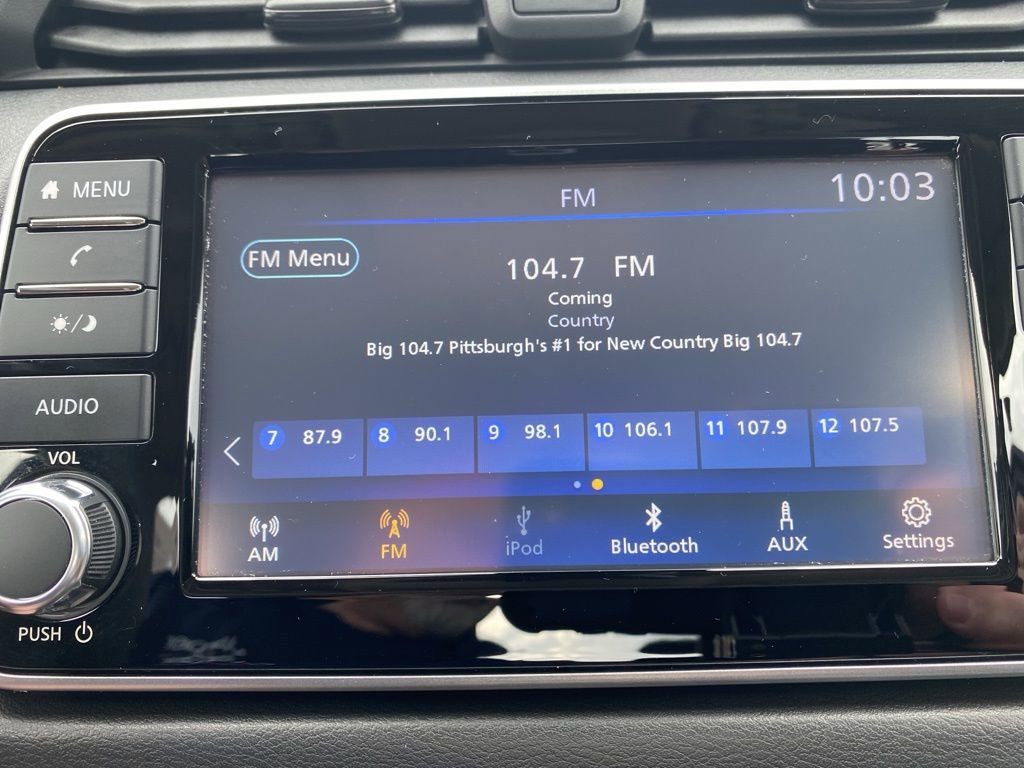 MENU
FM
10:03
FM Menu
104.7 FM
Coming
Country
Big 104.7 Pittsburgh's #1 for New Country Big 104.7
AUDIO
VOL
7 87.9 8 90.1 9 98.1 10 106.1 11 107.9 12 107.5
AM FM iPod Bluetooth AUX Settings
PUSH